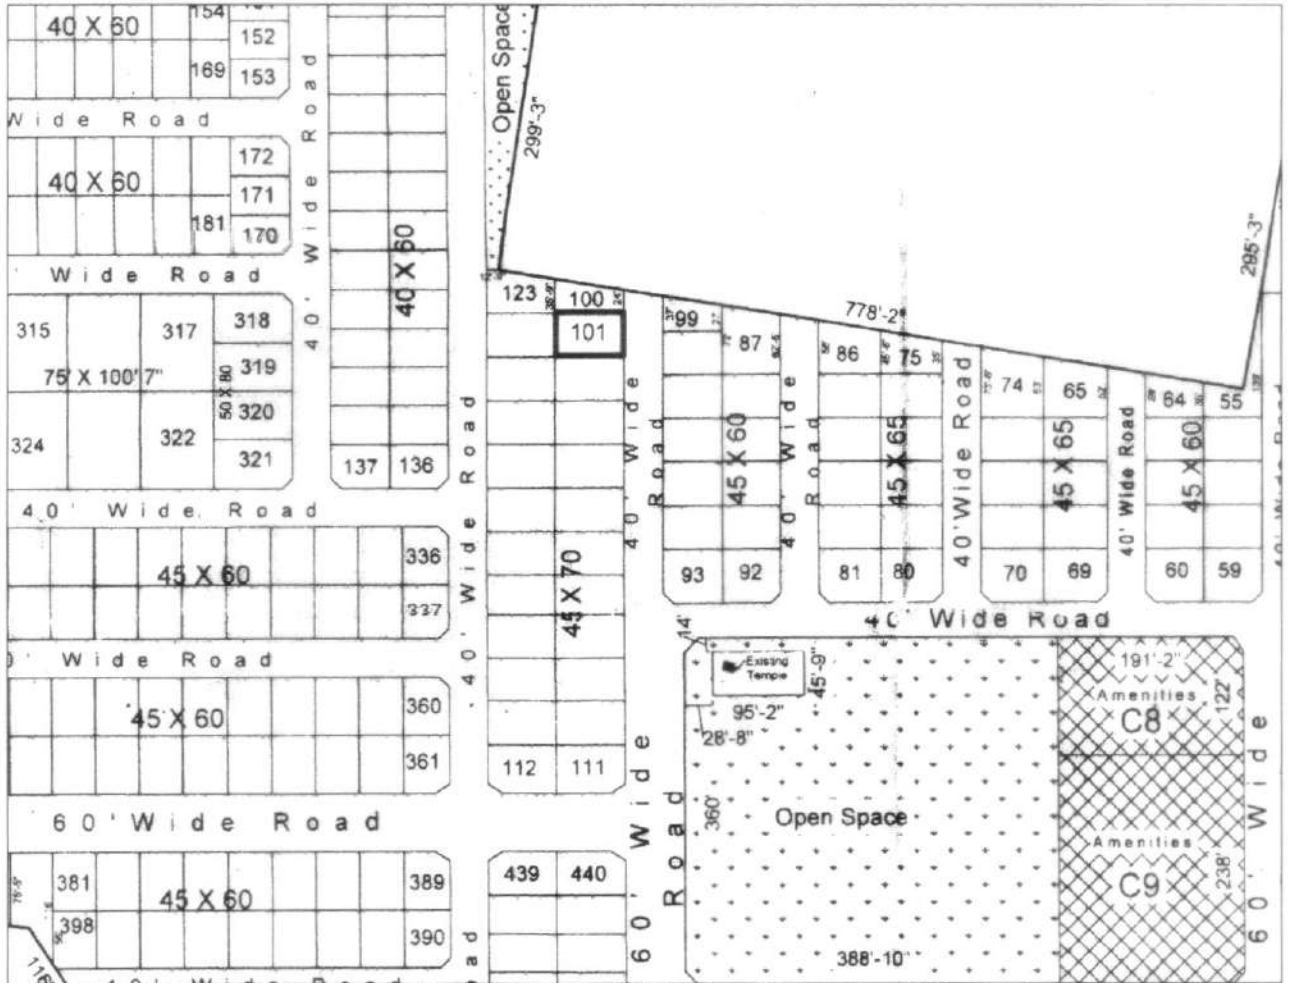 40 X 60
154
152
169
153
Wide Road
40' Wide Road
40 X 60
172
171
181
170
Wide Road
315
317
318
75' X 100' 7"
50 X 80
319
320
324
322
321
40 X 60
137
136
Open Space
299'-3"
123
100
101
778'-2"
295'-3"
99
87
86
75
74
65
64
55
45 X 60
45 X 65
45 X 65
45 X 60
40' Wide Road
40' Wide Road
40'Wide Road
40' Wide Road
40' Wide Road
93
92
81
80
70
69
60
59
40' Wide Road
40' Wide Road
45 X 70
40' Wide Road
45 X 60
336
337
Wide Road
45 X 60
360
361
112
111
60' Wide Road
381
45 X 60
389
398
390
439
440
60' Wide Road
14'
Existing
Temple
45'-9"
95'-2"
28'-8"
360'
Open Space
388'-10"
191'-2"
Amenities
C8
122'
Amenities
C9
238'
60' Wide